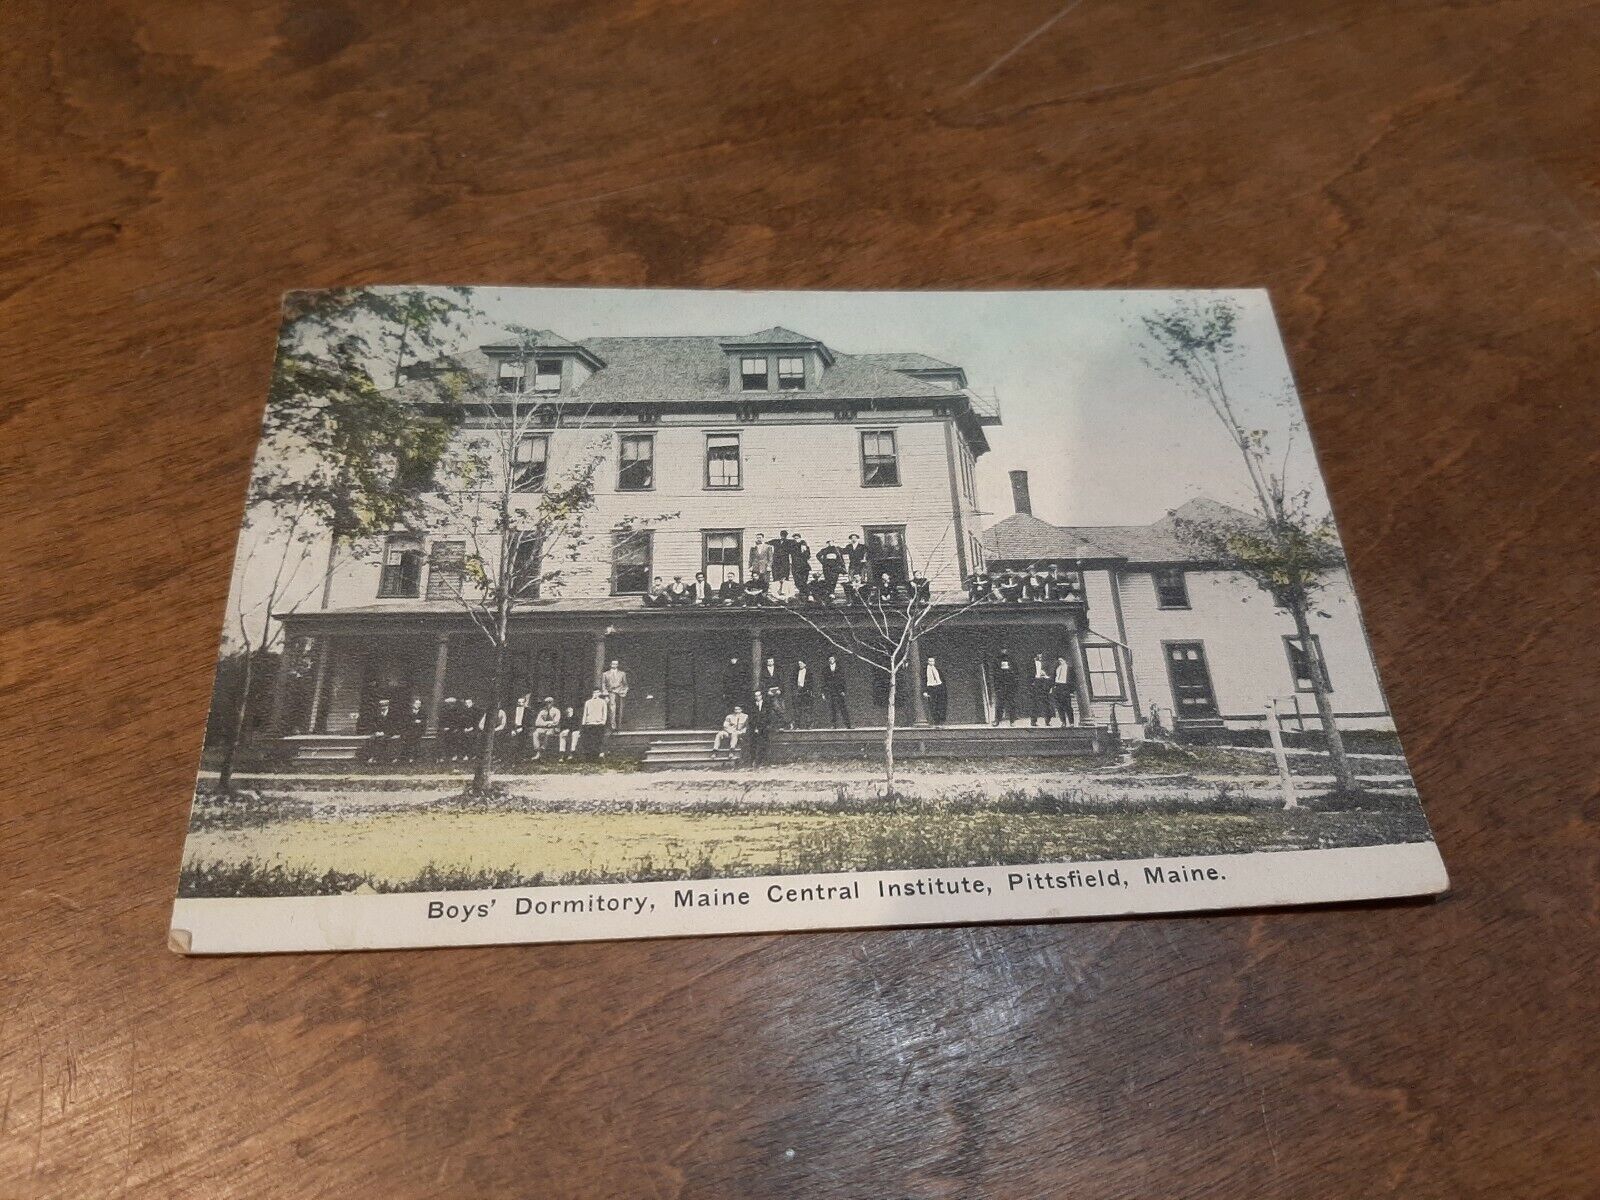 Boys' Dormitory, Maine Central Institute, Pittsfield, Maine.